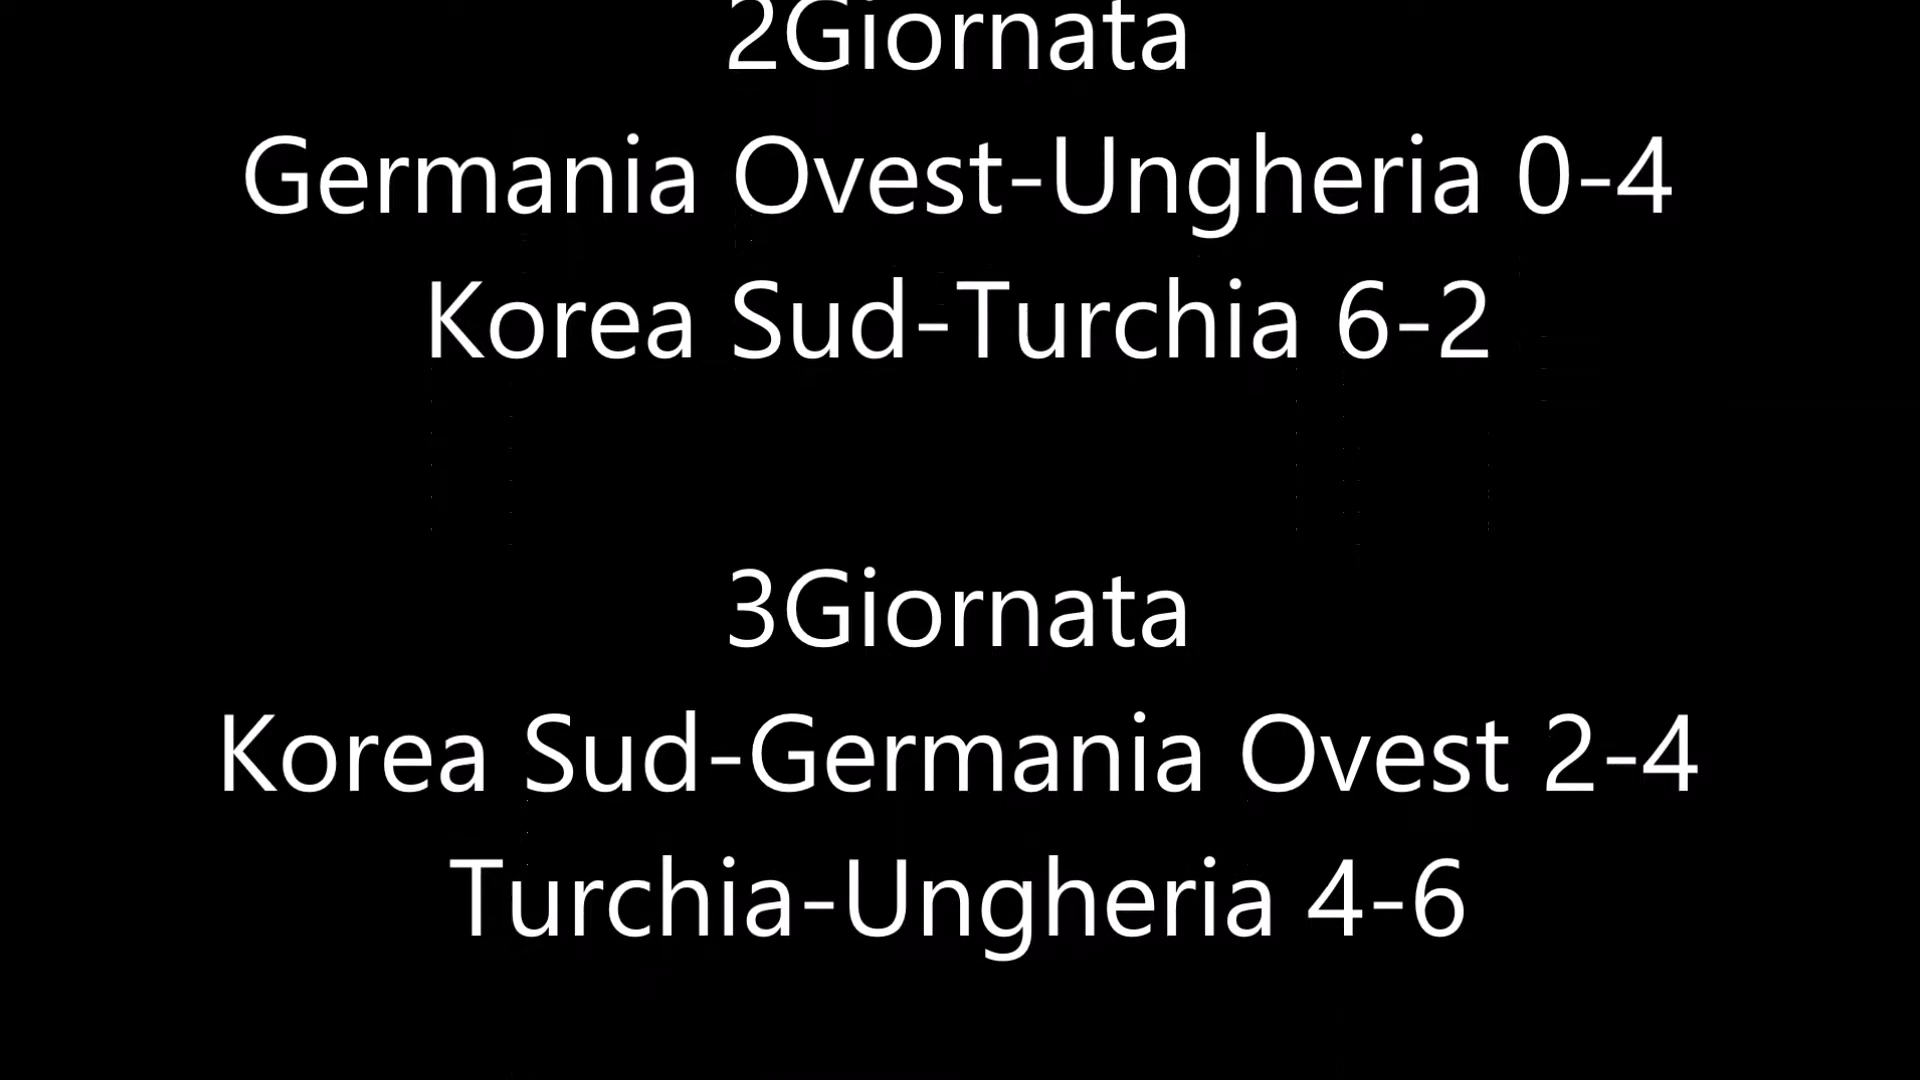 2Giornata
Germania Ovest-Ungheria 0-4
Korea Sud-Turchia 6-2
3Giornata
Korea Sud-Germania Ovest 2-4
Turchia-Ungheria 4-6